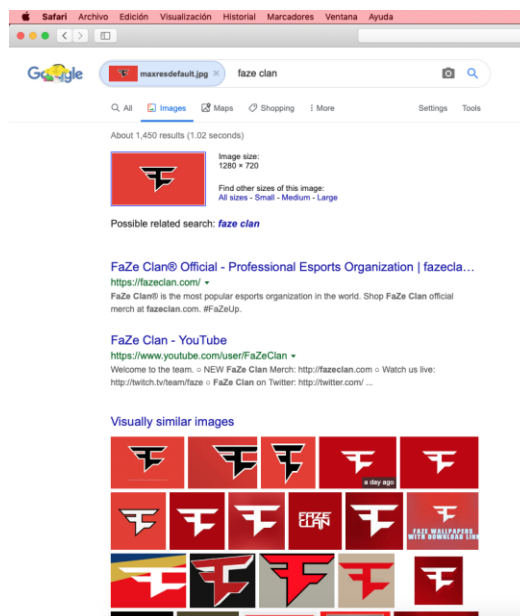 Safari Archivo Edición Visualización Historial Marcadores Ventana Ayuda
Google
maxresdefault.jpg × faze clan
All Images Maps Shopping More Settings Tools
About 1,450 results (1.02 seconds)
Image size:
1280 × 720
Find other sizes of this image:
All sizes - Small - Medium - Large
Possible related search: faze clan
FaZe Clan® Official - Professional Esports Organization | fazecla...
https://fazeclan.com/
FaZe Clan® is the most popular esports organization in the world. Shop FaZe Clan official
merch at fazeclan.com. #FaZeUp.
FaZe Clan - YouTube
https://www.youtube.com/user/FaZeClan
Welcome to the team. ○ NEW FaZe Clan Merch: http://fazeclan.com ○ Watch us live:
http://twitch.tv/team/faze ○ FaZe Clan on Twitter: http://twitter.com/ ...
Visually similar images
a day ago
FAZE
CLAN
FAZE WALLPAPERS
WITH DOWNLOAD LINK